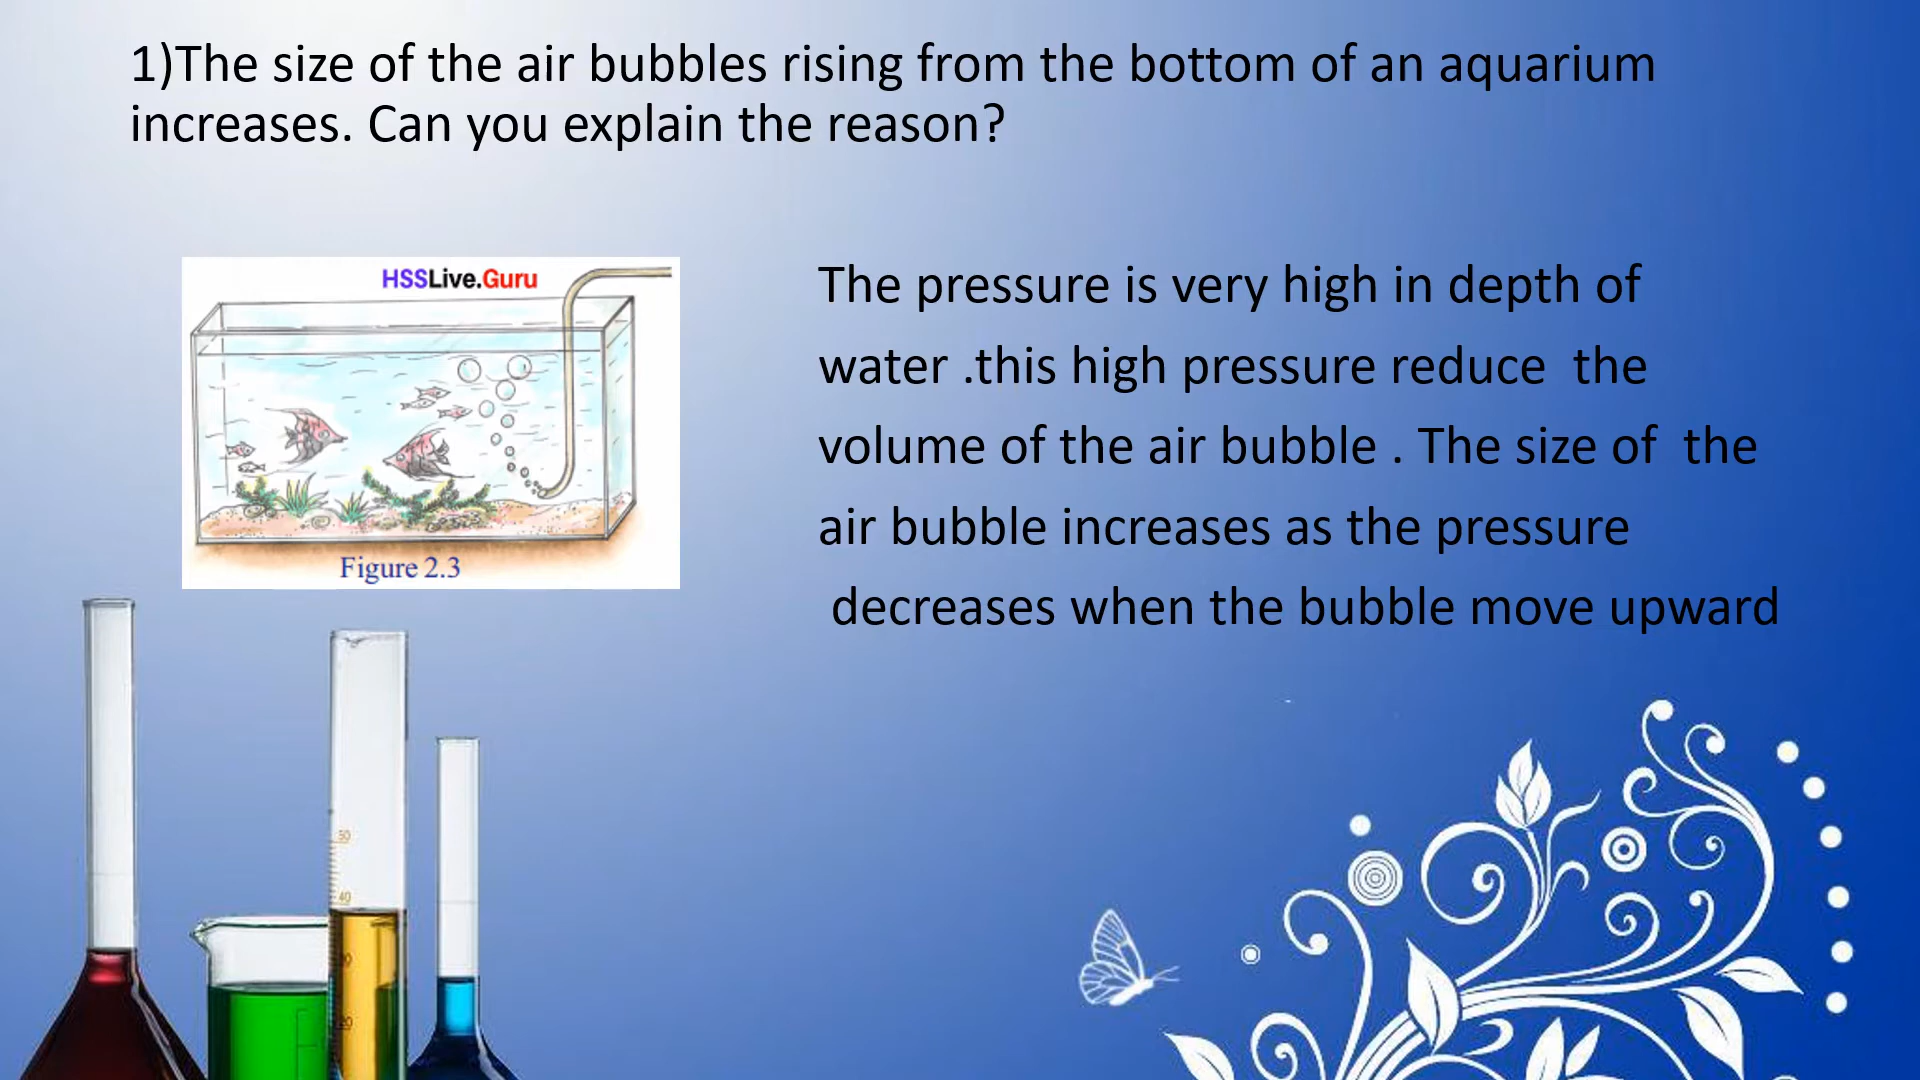 1)The size of the air bubbles rising from the bottom of an aquarium
increases. Can you explain the reason?
HSSLive.Guru
Figure 2.3
The pressure is very high in depth of
water .this high pressure reduce  the
volume of the air bubble . The size of  the
air bubble increases as the pressure
decreases when the bubble move upward
50
40
20